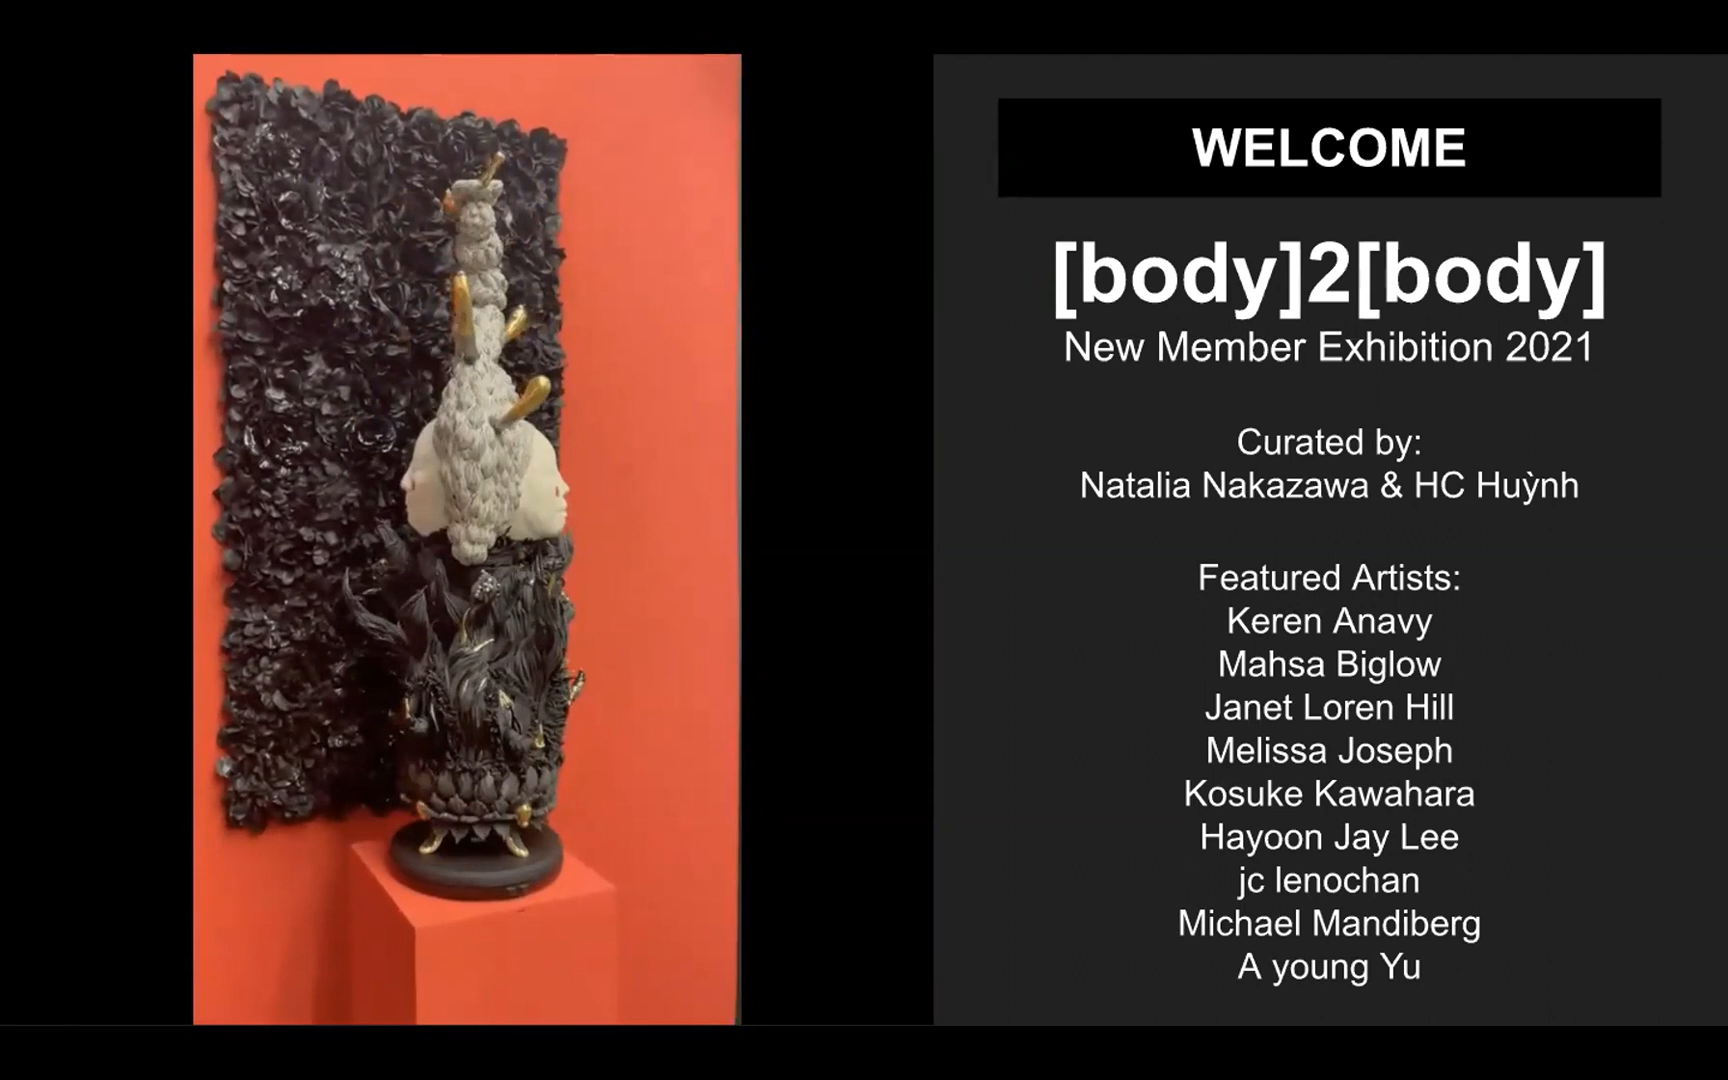 WELCOME
[body]2[body]
New Member Exhibition 2021
Curated by:
Natalia Nakazawa & HC Huỳnh
Featured Artists:
Keren Anavy
Mahsa Biglow
Janet Loren Hill
Melissa Joseph
Kosuke Kawahara
Hayoon Jay Lee
jc lenochan
Michael Mandiberg
A young Yu